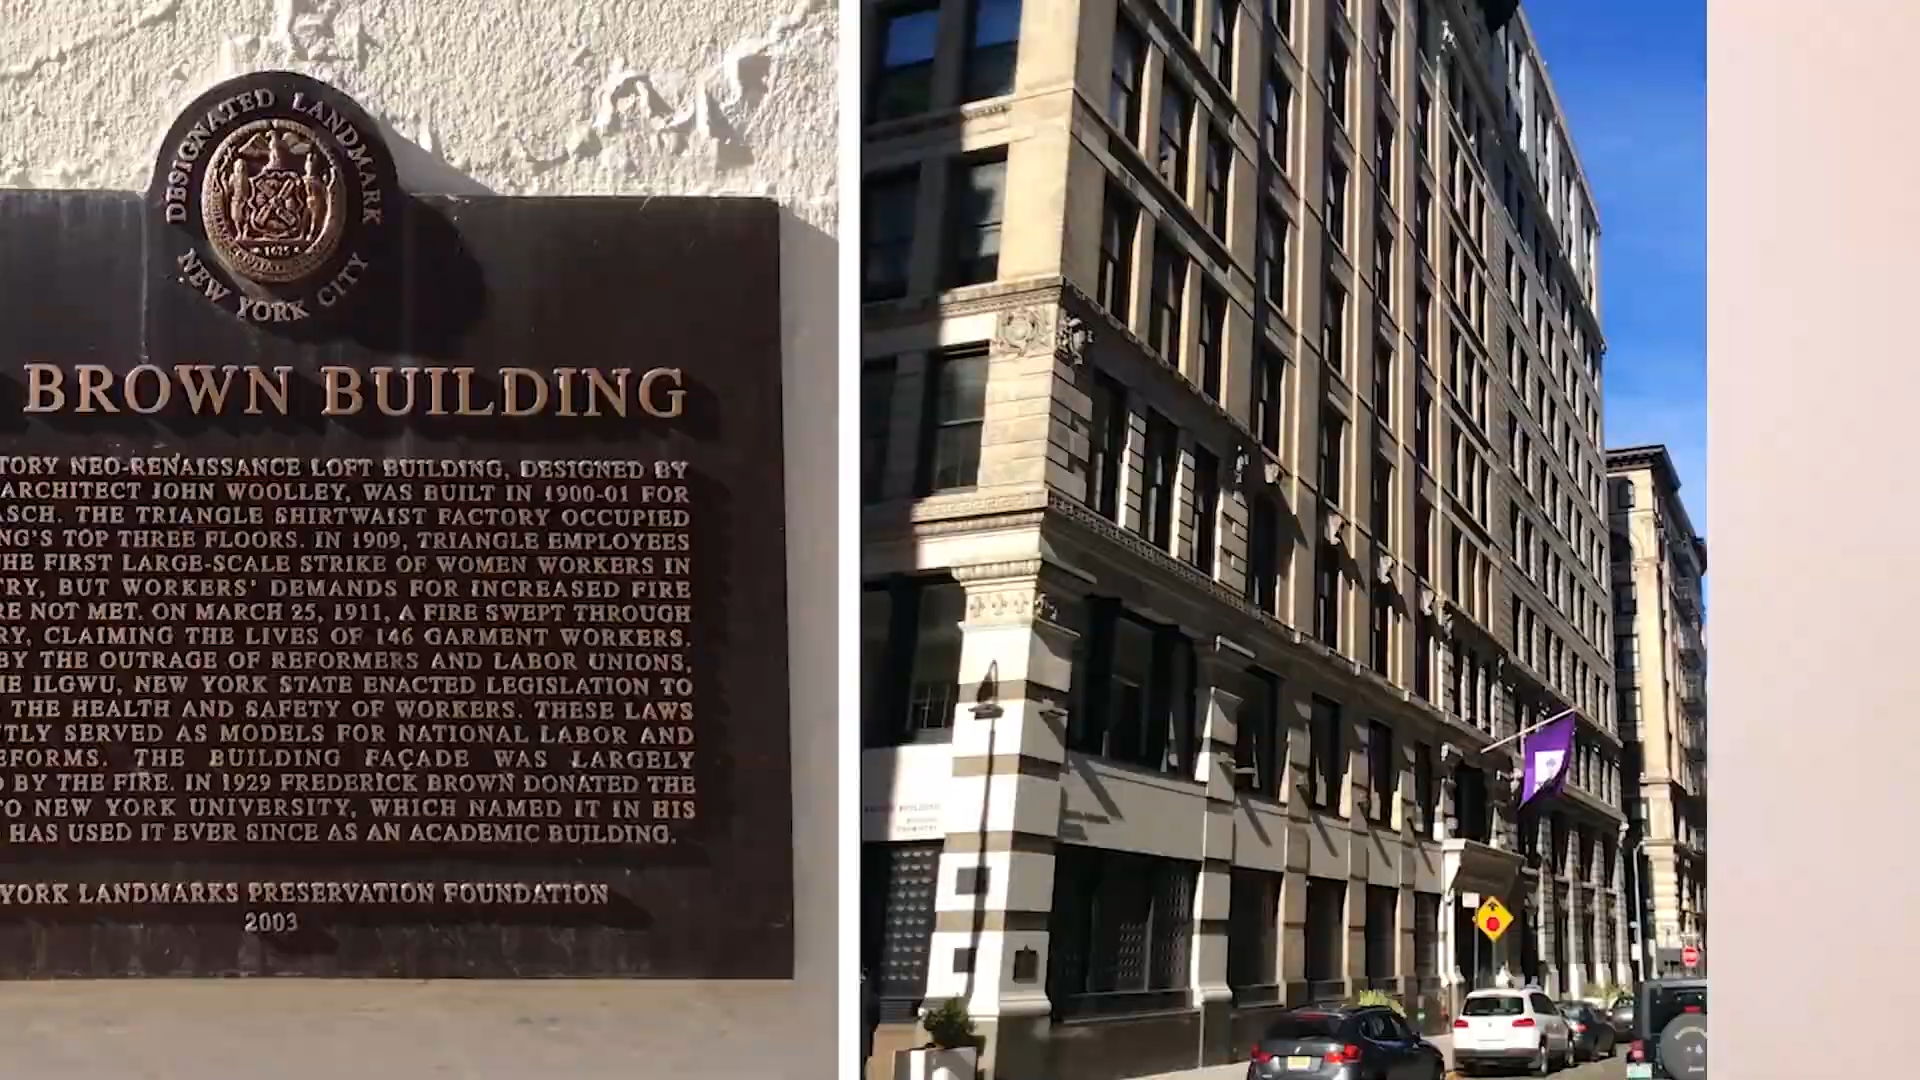 DESIGNATED LANDMARK
NEW YORK CITY
1625
BROWN BUILDING
TORY NEO-RENAISSANCE LOFT BUILDING, DESIGNED BY
ARCHITECT JOHN WOOLLEY, WAS BUILT IN 1900-01 FOR
ASCH. THE TRIANGLE SHIRTWAIST FACTORY OCCUPIED
NG'S TOP THREE FLOORS. IN 1909, TRIANGLE EMPLOYEES
HE FIRST LARGE-SCALE STRIKE OF WOMEN WORKERS IN
TRY, BUT WORKERS' DEMANDS FOR INCREASED FIRE
RE NOT MET. ON MARCH 25, 1911, A FIRE SWEPT THROUGH
RY, CLAIMING THE LIVES OF 146 GARMENT WORKERS.
BY THE OUTRAGE OF REFORMERS AND LABOR UNIONS,
HE ILGWU, NEW YORK STATE ENACTED LEGISLATION TO
THE HEALTH AND SAFETY OF WORKERS. THESE LAWS
TLY SERVED AS MODELS FOR NATIONAL LABOR AND
EFORMS. THE BUILDING FAÇADE WAS LARGELY
D BY THE FIRE. IN 1929 FREDERICK BROWN DONATED THE
TO NEW YORK UNIVERSITY, WHICH NAMED IT IN HIS
HAS USED IT EVER SINCE AS AN ACADEMIC BUILDING.
YORK LANDMARKS PRESERVATION FOUNDATION
2003